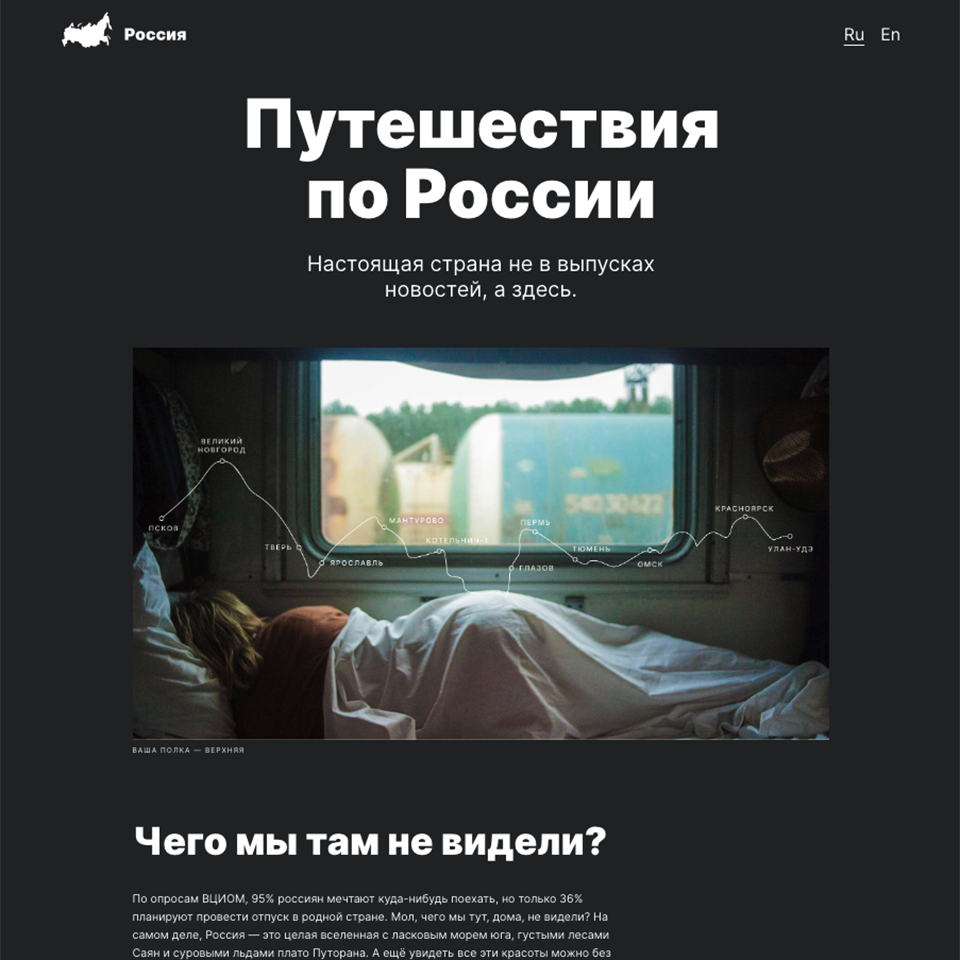 Россия
Ru En
Путешествия
по России
Настоящая страна не в выпусках
новостей, а здесь.
ВЕЛИКИЙ
НОВГОРОД
ПСКОВ
ТВЕРЬ
ЯРОСЛАВЛЬ
МАНТУРОВО
КОТЕЛЬНИЧ-1
ПЕРМЬ
ГЛАЗОВ
ТЮМЕНЬ
ОМСК
КРАСНОЯРСК
УЛАН-УДЭ
54030622
ВАША ПОЛКА — ВЕРХНЯЯ
Чего мы там не видели?
По опросам ВЦИОМ, 95% россиян мечтают куда-нибудь поехать, но только 36%
планируют провести отпуск в родной стране. Мол, чего мы тут, дома, не видели? На
самом деле, Россия — это целая вселенная с ласковым морем юга, густыми лесами
Саян и суровыми льдами плато Путорана. А ещё увидеть все эти красоты можно без